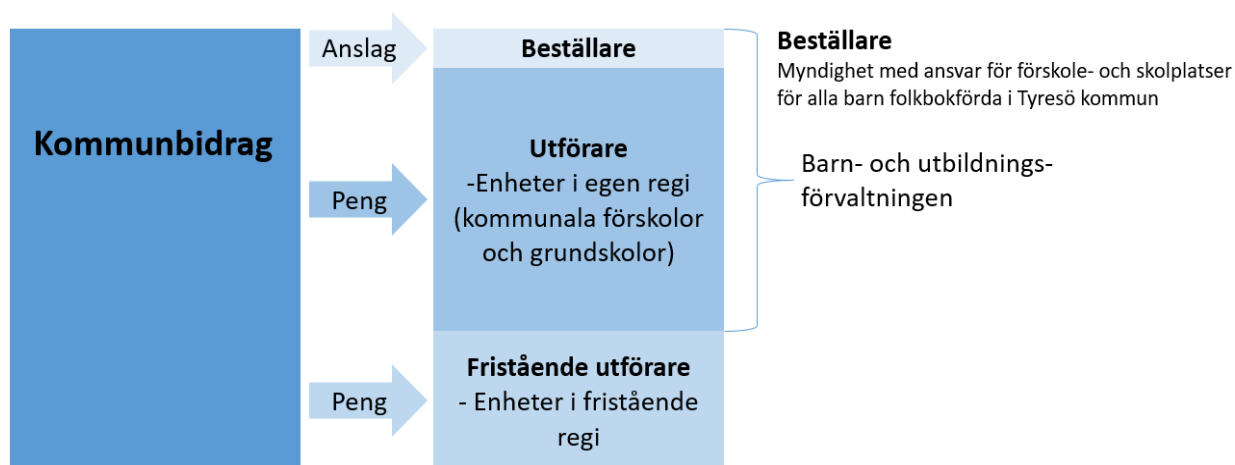 Kommunbidrag
Anslag
Peng
Peng
Beställare
Utförare
-Enheter i egen regi
(kommunala förskolor
och grundskolor)
Fristående utförare
- Enheter i fristående
regi
Beställare
Myndighet med ansvar för förskole- och skolplatser
för alla barn folkbokförda i Tyresö kommun
Barn- och utbildnings-
förvaltningen